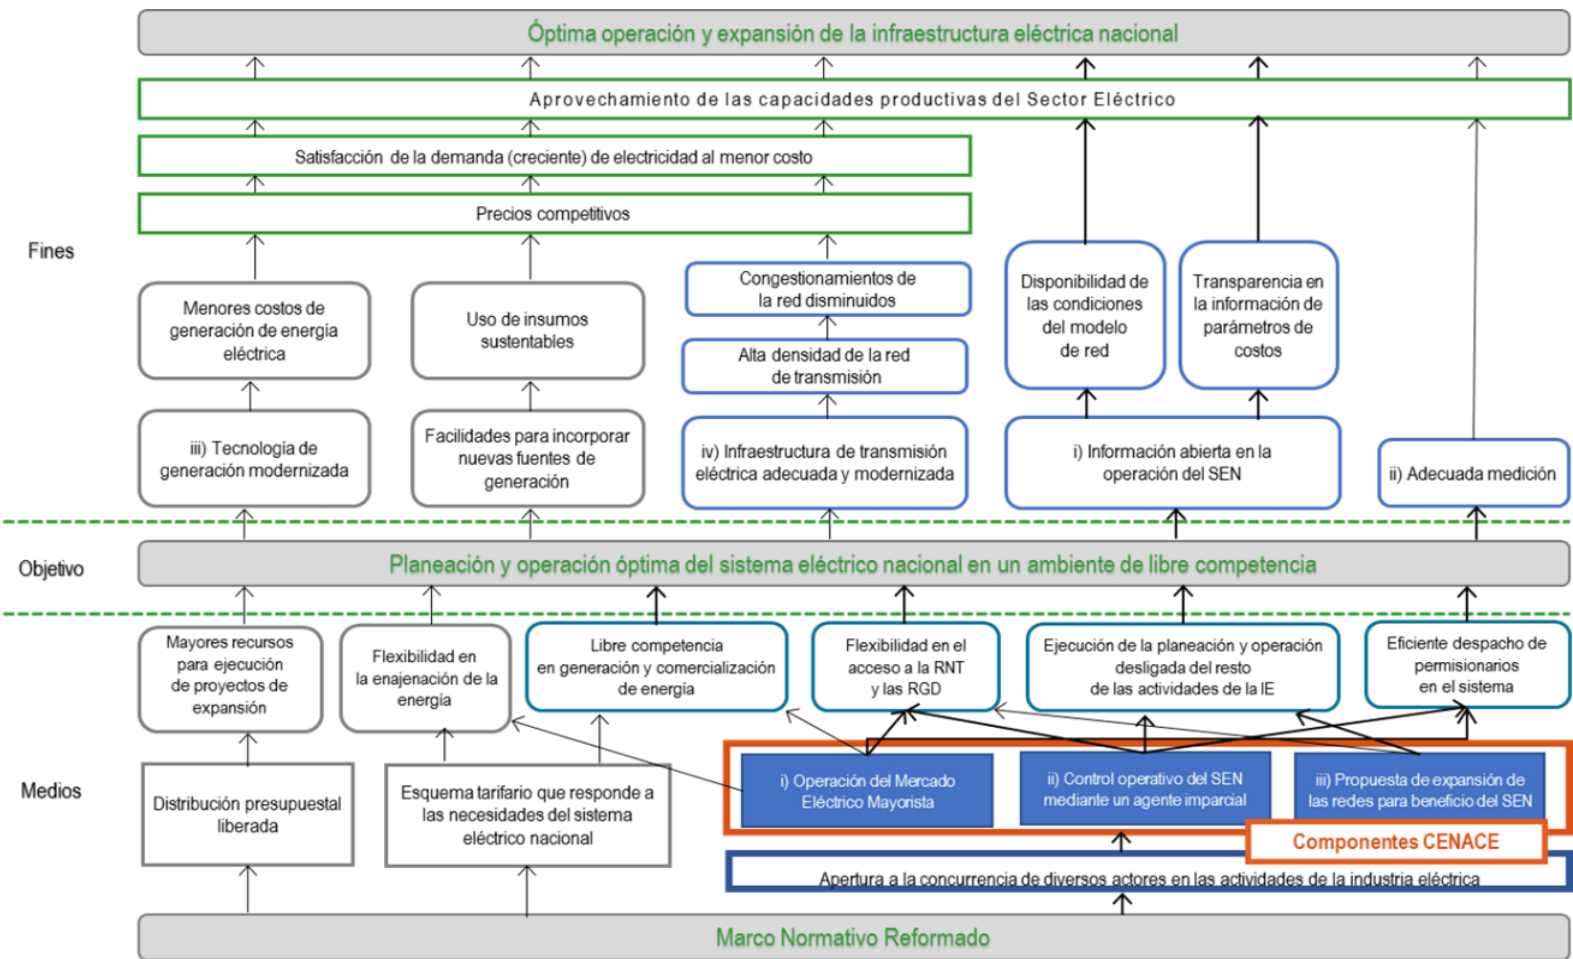 Óptima operación y expansión de la infraestructura eléctrica nacional
Aprovechamiento de las capacidades productivas del Sector Eléctrico
Satisfacción de la demanda (creciente) de electricidad al menor costo
Precios competitivos
Fines
Menores costos de
generación de energía
eléctrica
Uso de insumos
sustentables
Congestionamientos de
la red disminuidos
Alta densidad de la red
de transmisión
Disponibilidad de
las condiciones
del modelo
de red
Transparencia en
la información de
parámetros de
costos
iii) Tecnología de
generación modernizada
Facilidades para incorporar
nuevas fuentes de
generación
iv) Infraestructura de transmisión
eléctrica adecuada y modernizada
i) Información abierta en la
operación del SEN
ii) Adecuada medición
Objetivo
Planeación y operación óptima del sistema eléctrico nacional en un ambiente de libre competencia
Mayores recursos
para ejecución
de proyectos de
expansión
Flexibilidad en
la enajenación de la
energía
Libre competencia
en generación y comercialización
de energía
Flexibilidad en el
acceso a la RNT
y las RGD
Ejecución de la planeación y operación
desligada del resto
de las actividades de la IE
Eficiente despacho de
permisionarios
en el sistema
Medios
Distribución presupuestal
liberada
Esquema tarifario que responde a
las necesidades del sistema
eléctrico nacional
i) Operación del Mercado
Eléctrico Mayorista
ii) Control operativo del SEN
mediante un agente imparcial
iii) Propuesta de expansión de
las redes para beneficio del SEN
Componentes CENACE
Apertura a la concurrencia de diversos actores en las actividades de la industria eléctrica
Marco Normativo Reformado